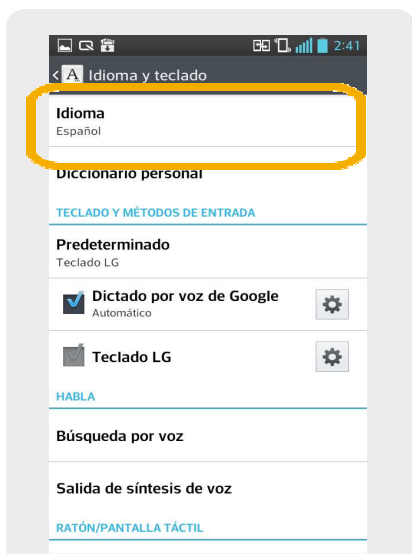 2:41
A Idioma y teclado
Idioma
Español
Diccionario personal
TECLADO Y MÉTODOS DE ENTRADA
Predeterminado
Teclado LG
Dictado por voz de Google
Automático
Teclado LG
HABLA
Búsqueda por voz
Salida de síntesis de voz
RATÓN/PANTALLA TÁCTIL